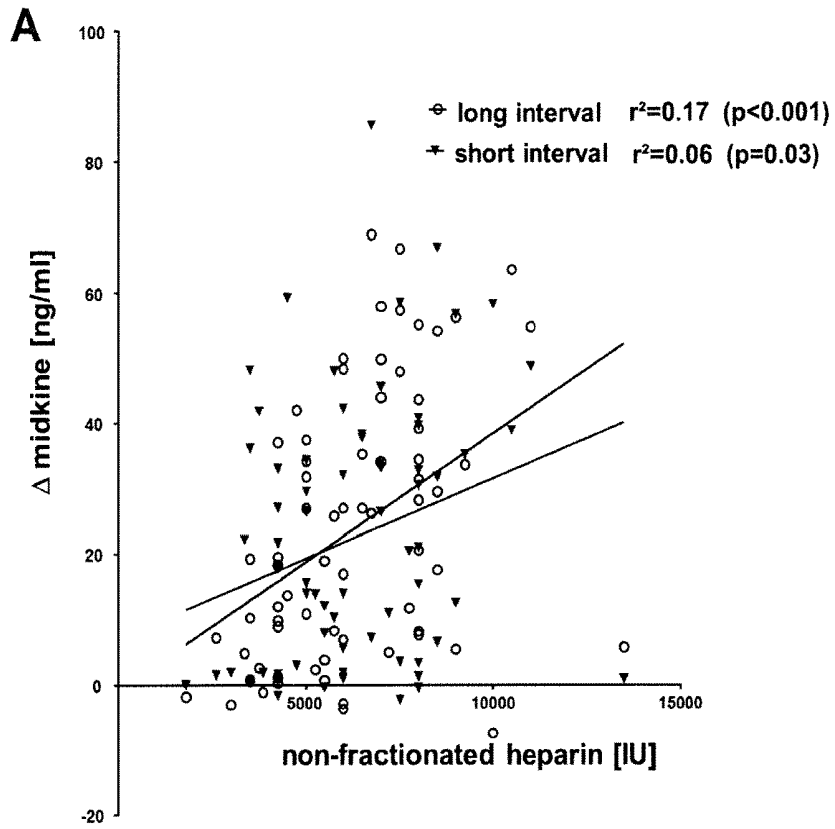 A
100
80
60
40
20
0
-20
5000
10000
15000
Δ midkine [ng/ml]
non-fractionated heparin [IU]
long interval r²=0.17 (p<0.001)
short interval r²=0.06 (p=0.03)